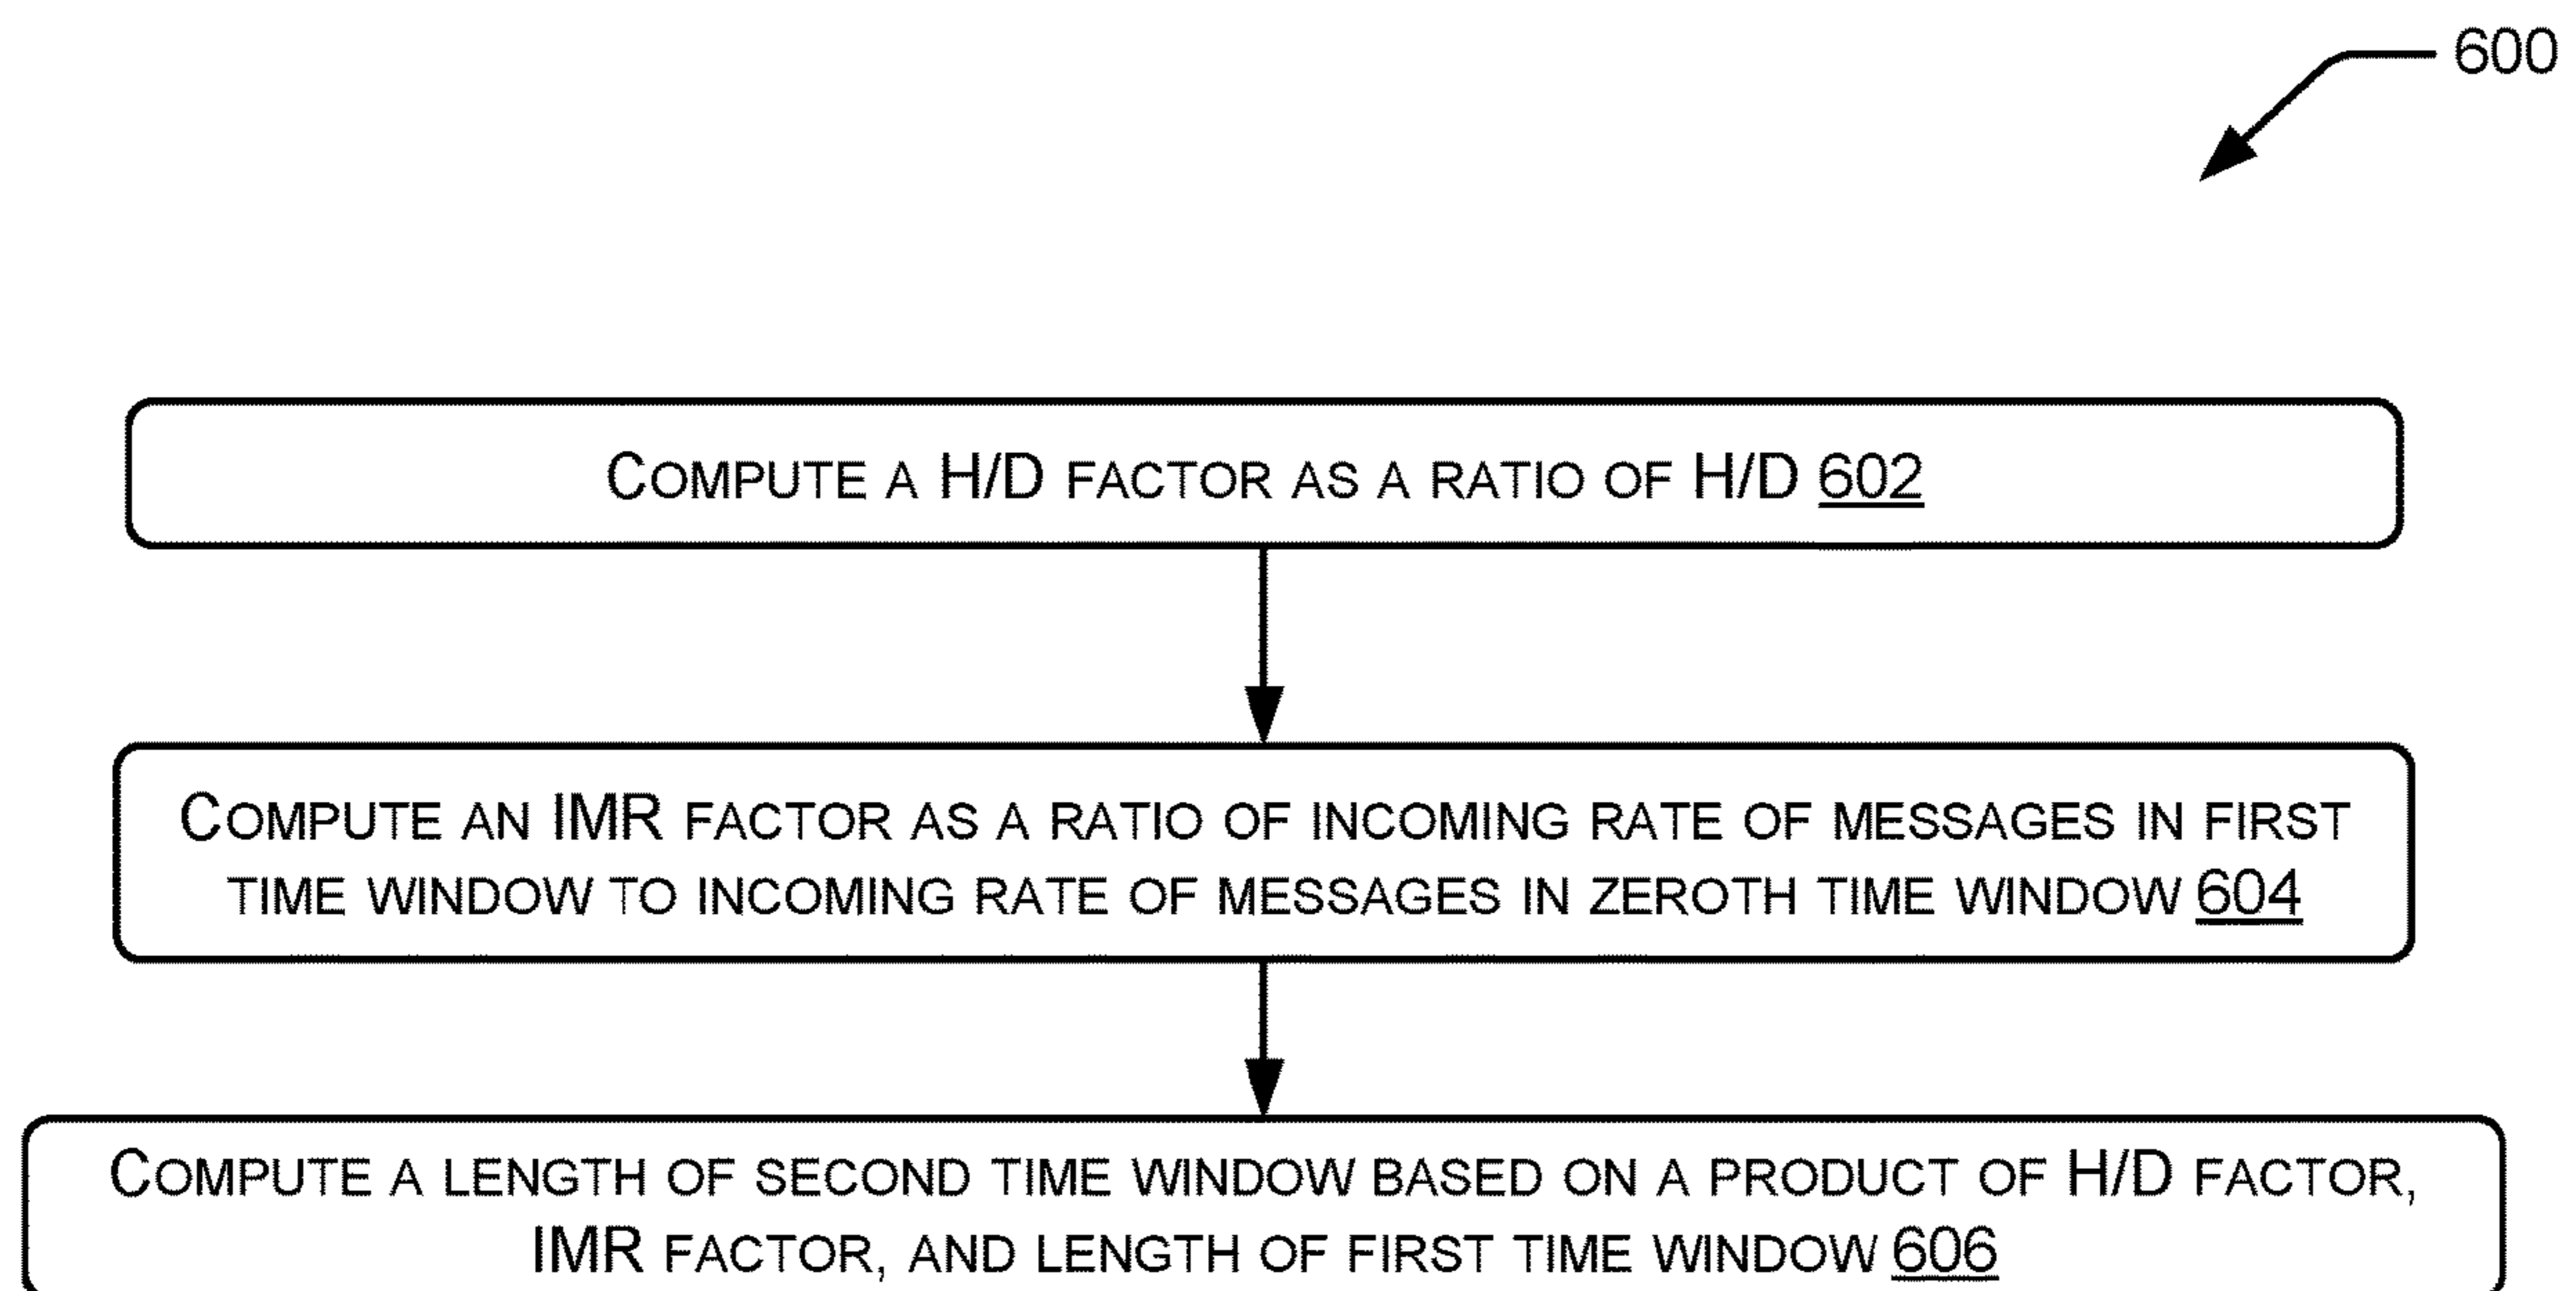 600
COMPUTE A H/D FACTOR AS A RATIO OF H/D 602
COMPUTE AN IMR FACTOR AS A RATIO OF INCOMING RATE OF MESSAGES IN FIRST
TIME WINDOW TO INCOMING RATE OF MESSAGES IN ZEROTH TIME WINDOW 604
COMPUTE A LENGTH OF SECOND TIME WINDOW BASED ON A PRODUCT OF H/D FACTOR,
IMR FACTOR, AND LENGTH OF FIRST TIME WINDOW 606